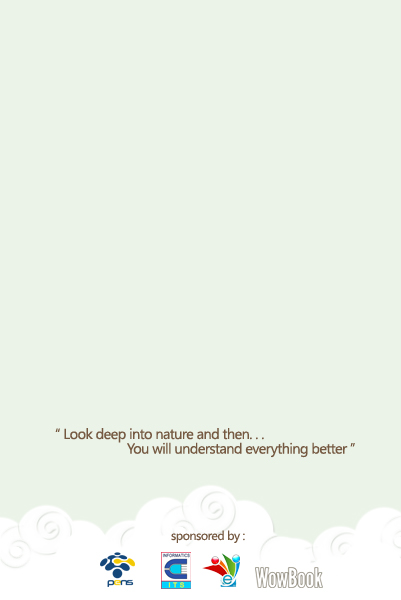 “ Look deep into nature and then. . .
You will understand everything better ”
sponsored by :
pens
INFORMATICS
ITS
e
WowBook